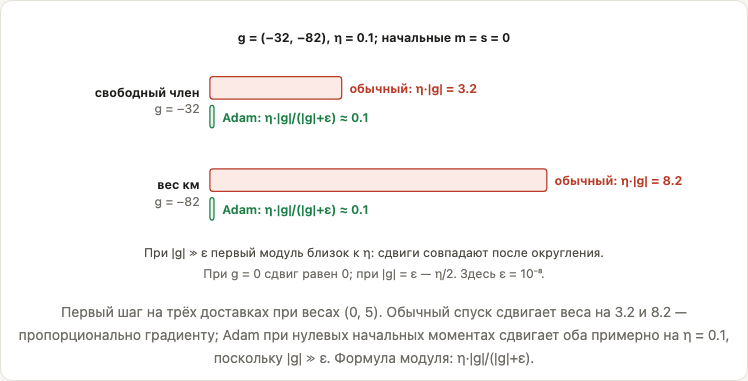 g = (−32, −82), η = 0.1; начальные m = s = 0
свободный член
g = −32
обычный: η·|g| = 3.2
Adam: η·|g|/(|g|+ε) ≈ 0.1
вес км
g = −82
обычный: η·|g| = 8.2
Adam: η·|g|/(|g|+ε) ≈ 0.1
При |g| ≫ ε первый модуль близок к η: сдвиги совпадают после округления.
При g = 0 сдвиг равен 0; при |g| = ε — η/2. Здесь ε = 10⁻⁸.
Первый шаг на трёх доставках при весах (0, 5). Обычный спуск сдвигает веса на 3.2 и 8.2 —
пропорционально градиенту; Adam при нулевых начальных моментах сдвигает оба примерно на η = 0.1,
поскольку |g| ≫ ε. Формула модуля: η·|g|/(|g|+ε).